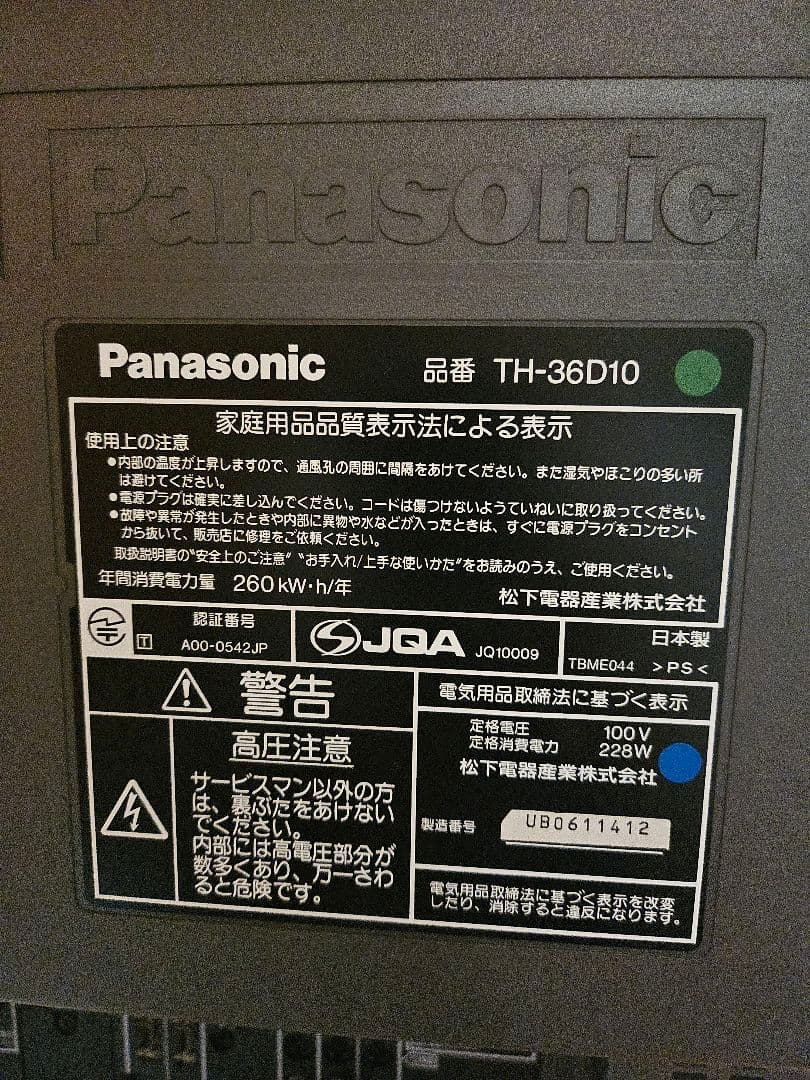 Panasonic
Panasonic 品番 TH-36D10
家庭用品品質表示法による表示
使用上の注意
●内部の温度が上昇しますので、通風孔の周囲に間隔をあけてください。また湿気やほこりの多い所
は避けてください。
●電源プラグは確実に差し込んでください。コードは傷つけないようていねいに取り扱ってください。
●故障や異常が発生したときや内部に異物や水などが入ったときは、すぐに電源プラグをコンセント
から抜いて、販売店に修理をご依頼ください。
取扱説明書の"安全上のご注意" "お手入れ/上手な使いかた"をお読みのうえ、ご使用ください。
年間消費電力量 260kW・h/年
松下電器産業株式会社
T
認証番号
A00-0542JP
JQA JQ10009
日本製
TBME044 >PS<
警告
高圧注意
サービスマン以外の方
は、裏ぶたをあけない
でください。
内部には高電圧部分が
数多くあり、万一さわ
ると危険です。
電気用品取締法に基づく表示
定格電圧 100V
定格消費電力 228W
松下電器産業株式会社
製造番号 UB0611412
電気用品取締法に基づく表示を改変
したり、消除すると違反になります。